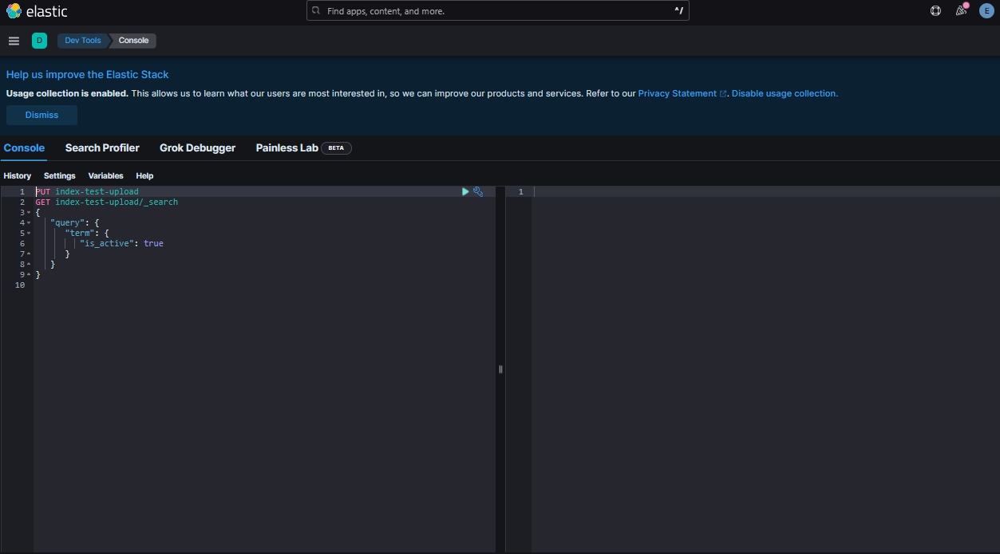 elastic
Find apps, content, and more.
^/
E
D
Dev Tools
Console
Help us improve the Elastic Stack
Usage collection is enabled. This allows us to learn what our users are most interested in, so we can improve our products and services. Refer to our Privacy Statement. Disable usage collection.
Dismiss
Console Search Profiler Grok Debugger Painless Lab BETA
History Settings Variables Help
1 PUT index-test-upload
2 GET index-test-upload/_search
3 {
4 "query": {
5 "term": {
6 "is_active": true
7 }
8 }
9 }
10
1